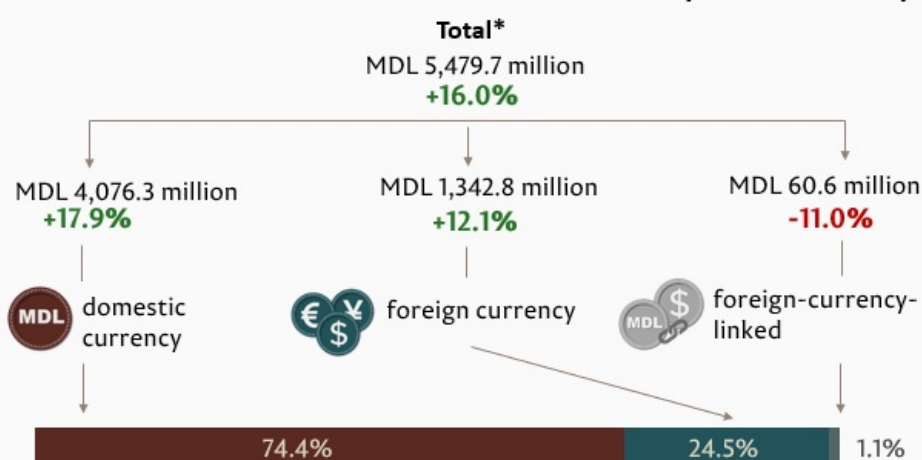 Total*
MDL 5,479.7 million
+16.0%
MDL 4,076.3 million
+17.9%
MDL 1,342.8 million
+12.1%
MDL 60.6 million
-11.0%
MDL
domestic
currency
€ ¥
$
foreign currency
MDL $
foreign-currency-
linked
74.4%
24.5%
1.1%